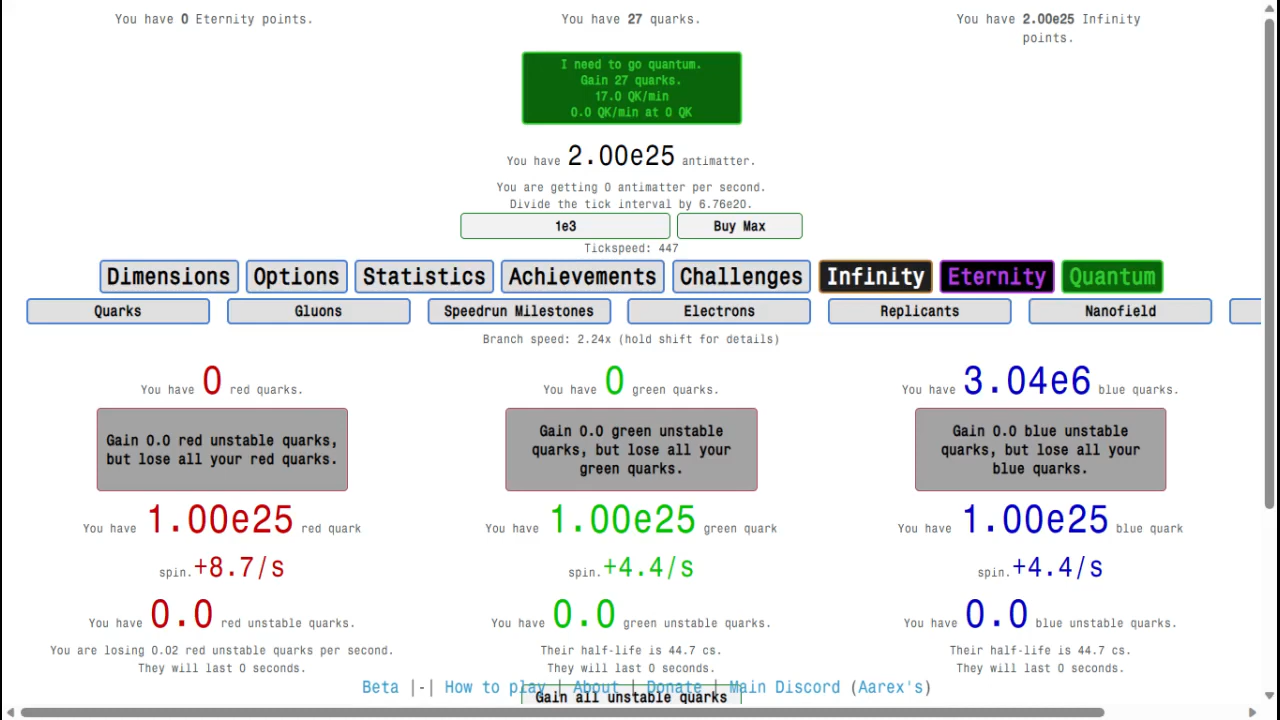 You have 0 Eternity points.
You have 27 quarks.
You have 2.00e25 Infinity
points.
I need to go quantum.
Gain 27 quarks.
17.0 QK/min
0.0 QK/min at 0 QK
You have 2.00e25 antimatter.
You are getting 0 antimatter per second.
Divide the tick interval by 6.76e20.
1e3
Buy Max
Tickspeed: 447
Dimensions
Options
Statistics
Achievements
Challenges
Infinity
Eternity
Quantum
Quarks
Gluons
Speedrun Milestones
Electrons
Replicants
Nanofield
Branch speed: 2.24x (hold shift for details)
You have 0 red quarks.
You have 0 green quarks.
You have 3.04e6 blue quarks.
Gain 0.0 red unstable quarks,
but lose all your red quarks.
Gain 0.0 green unstable
quarks, but lose all your
green quarks.
Gain 0.0 blue unstable
quarks, but lose all your
blue quarks.
You have 1.00e25 red quark
spin.+8.7/s
You have 1.00e25 green quark
spin.+4.4/s
You have 1.00e25 blue quark
spin.+4.4/s
You have 0.0 red unstable quarks.
You have 0.0 green unstable quarks.
You have 0.0 blue unstable quarks.
You are losing 0.02 red unstable quarks per second.
They will last 0 seconds.
Their half-life is 44.7 cs.
They will last 0 seconds.
Their half-life is 44.7 cs.
They will last 0 seconds.
Beta |-| How to play | About | Donate | Main Discord (Aarex's)
Gain all unstable quarks